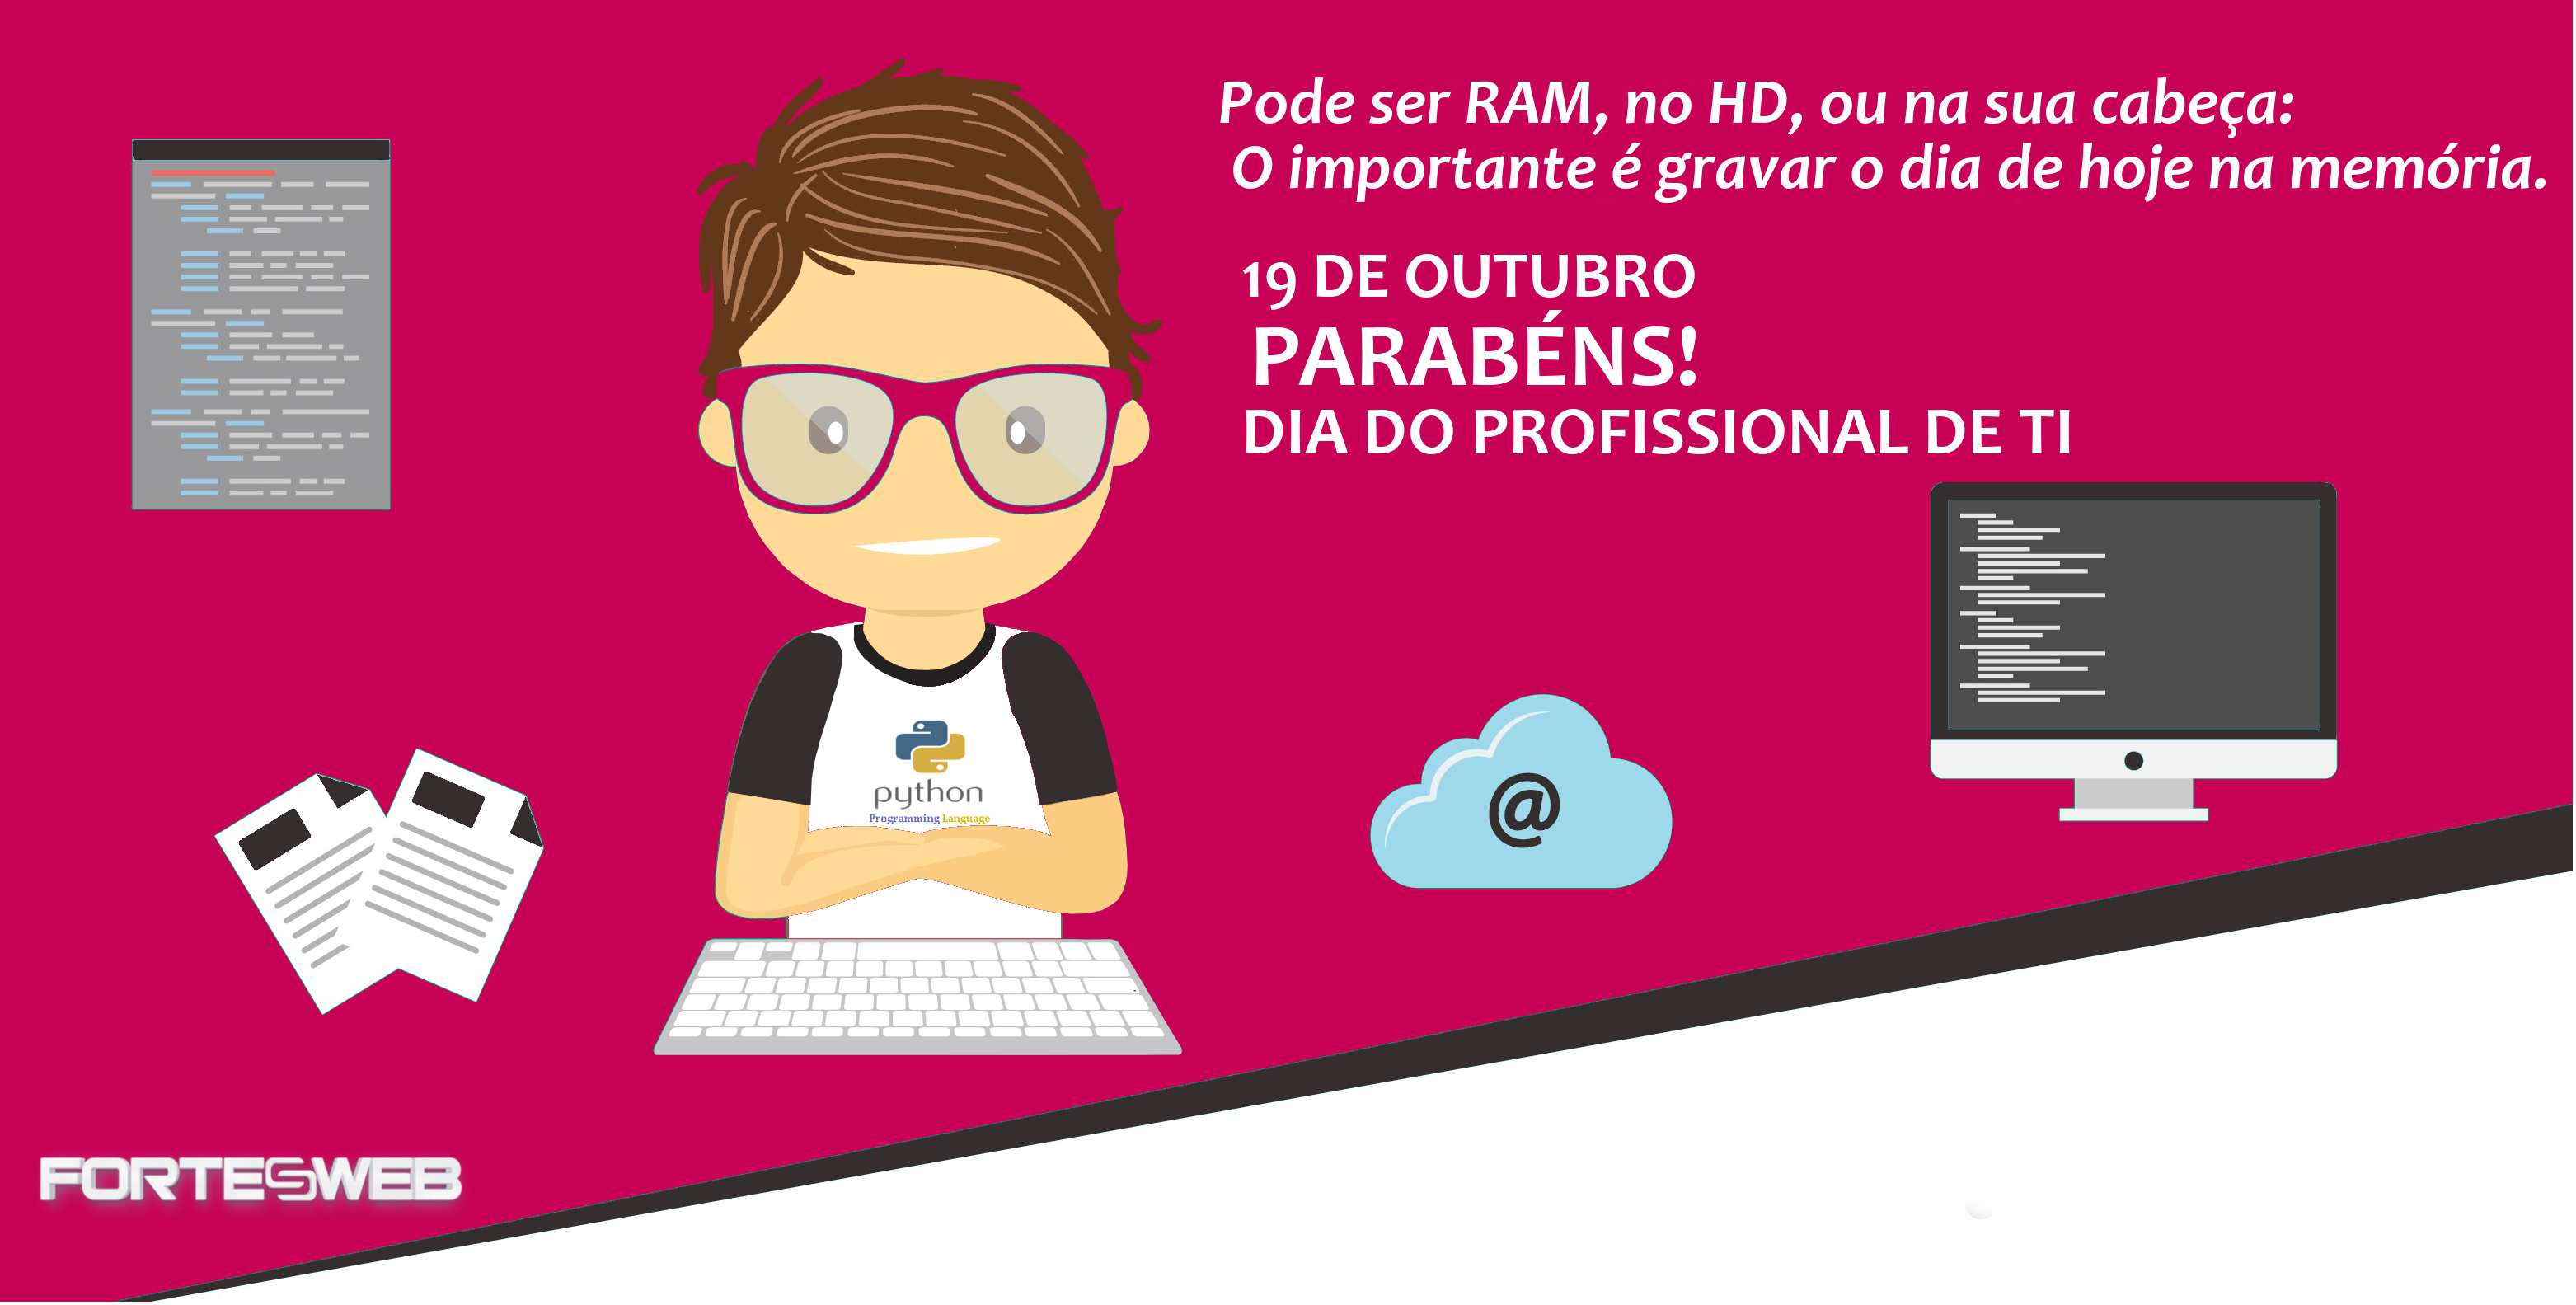 Pode ser RAM, no HD, ou na sua cabeça:
O importante é gravar o dia de hoje na memória.
19 DE OUTUBRO
PARABÉNS!
DIA DO PROFISSIONAL DE TI
python
Programming Language
@
FORTESWEB